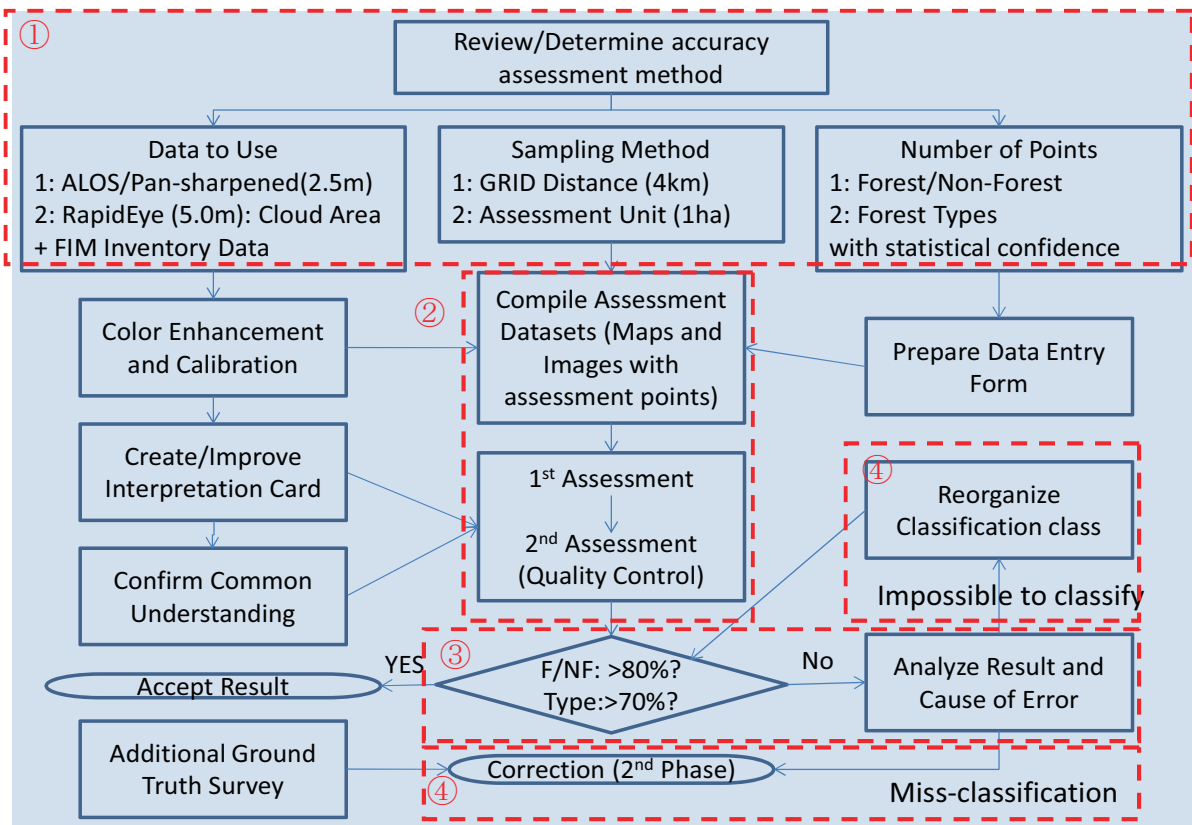 ①
Review/Determine accuracy
assessment method
Data to Use
1: ALOS/Pan-sharpened(2.5m)
2: RapidEye (5.0m): Cloud Area
+ FIM Inventory Data
Sampling Method
1: GRID Distance (4km)
2: Assessment Unit (1ha)
Number of Points
1: Forest/Non-Forest
2: Forest Types
with statistical confidence
Color Enhancement
and Calibration
②
Compile Assessment
Datasets (Maps and
Images with
assessment points)
Prepare Data Entry
Form
Create/Improve
Interpretation Card
1st Assessment
2nd Assessment
(Quality Control)
④
Reorganize
Classification class
Impossible to classify
Confirm Common
Understanding
③
YES
F/NF: >80%?
Type:>70%?
No
Analyze Result and
Cause of Error
Accept Result
Additional Ground
Truth Survey
④
Correction (2nd Phase)
Miss-classification